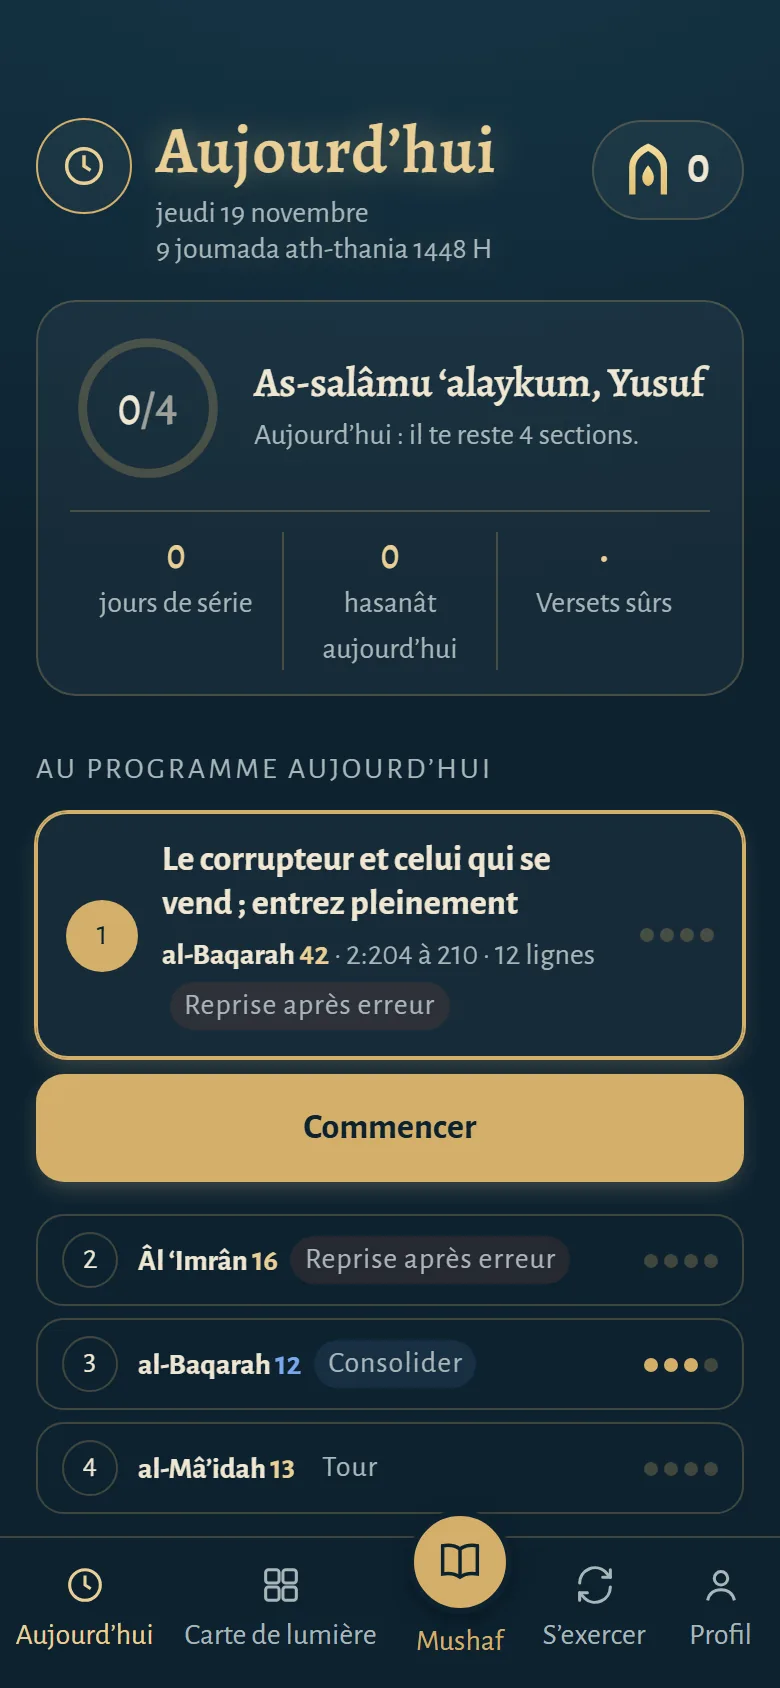 Aujourd’hui
0
jeudi 19 novembre
9 joumada ath-thania 1448 H
0/4
As-salâmu ‘alaykum, Yusuf
Aujourd’hui : il te reste 4 sections.
0
jours de série
0
hasanât
aujourd’hui
·
Versets sûrs
AU PROGRAMME AUJOURD’HUI
1
Le corrupteur et celui qui se
vend ; entrez pleinement
al-Baqarah 42 · 2:204 à 210 · 12 lignes
Reprise après erreur
Commencer
2 Âl ‘Imrân 16 Reprise après erreur
3 al-Baqarah 12 Consolider
4 al-Mâ’idah 13 Tour
Aujourd’hui
Carte de lumière
Mushaf
S’exercer
Profil